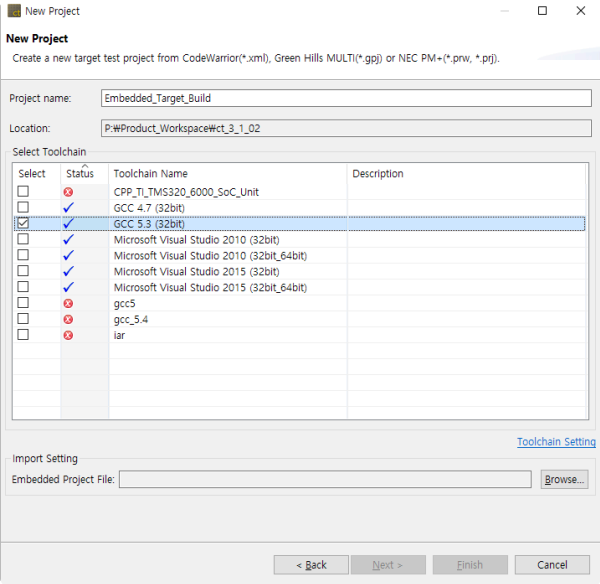 New Project
New Project
Create a new target test project from CodeWarrior(*.xml), Green Hills MULTI(*.gpj) or NEC PM+(*.prw, *.prj).
Project name: Embedded_Target_Build
Location: P:₩Product_Workspace₩ct_3_1_02
Select Toolchain
Select Status Toolchain Name Description
CPP_TI_TMS320_6000_SoC_Unit
GCC 4.7 (32bit)
GCC 5.3 (32bit)
Microsoft Visual Studio 2010 (32bit)
Microsoft Visual Studio 2010 (32bit_64bit)
Microsoft Visual Studio 2015 (32bit)
Microsoft Visual Studio 2015 (32bit_64bit)
gcc5
gcc_5.4
iar
Toolchain Setting
Import Setting
Embedded Project File: Browse...
< Back Next > Finish Cancel